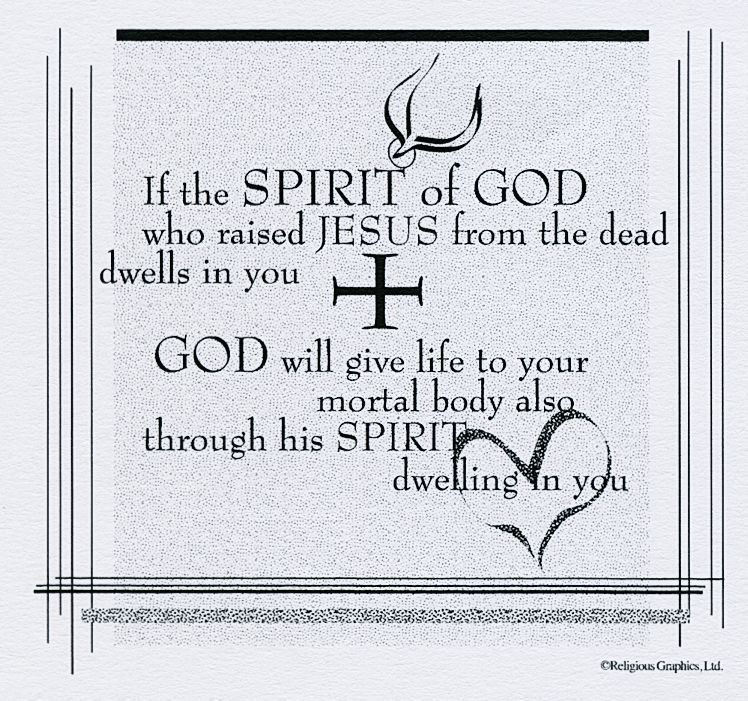 If the SPIRIT of GOD
who raised JESUS from the dead
dwells in you
GOD will give life to your
mortal body also
through his SPIRIT
dwelling in you
©Religious Graphics, Ltd.